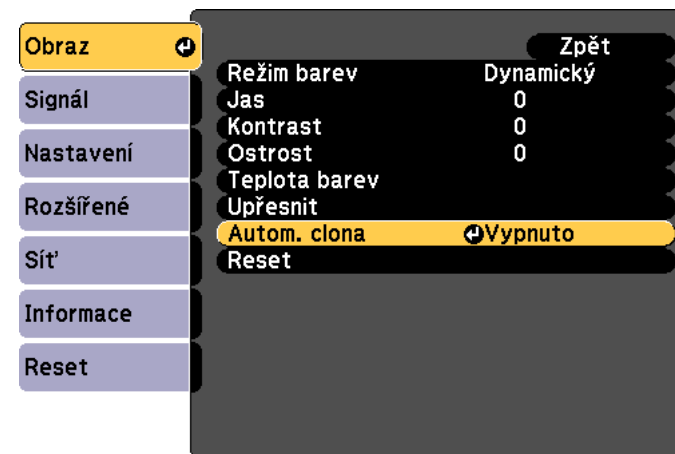 Obraz
Signál
Nastavení
Rozšířené
Síť
Informace
Reset
Zpět
Režim barev Dynamický
Jas 0
Kontrast 0
Ostrost 0
Teplota barev
Upřesnit
Autom. clona Vypnuto
Reset